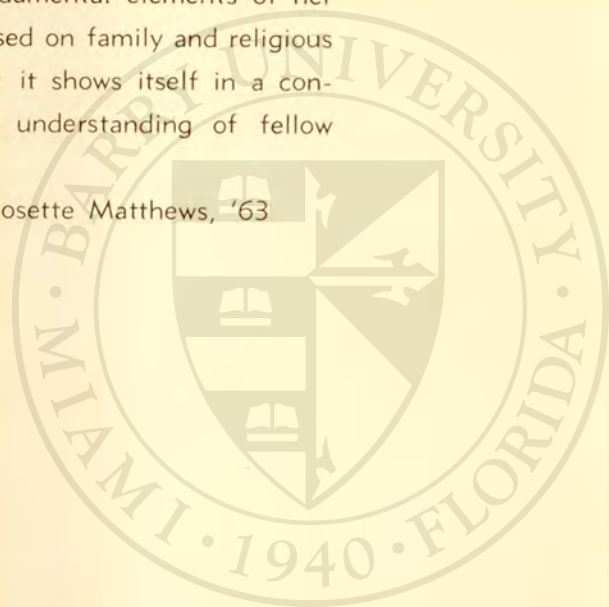 sed on family and religious
it shows itself in a con-
understanding of fellow
osette Matthews, '63
BARRY UNIVERSITY
MIAMI • 1940 • FLORIDA